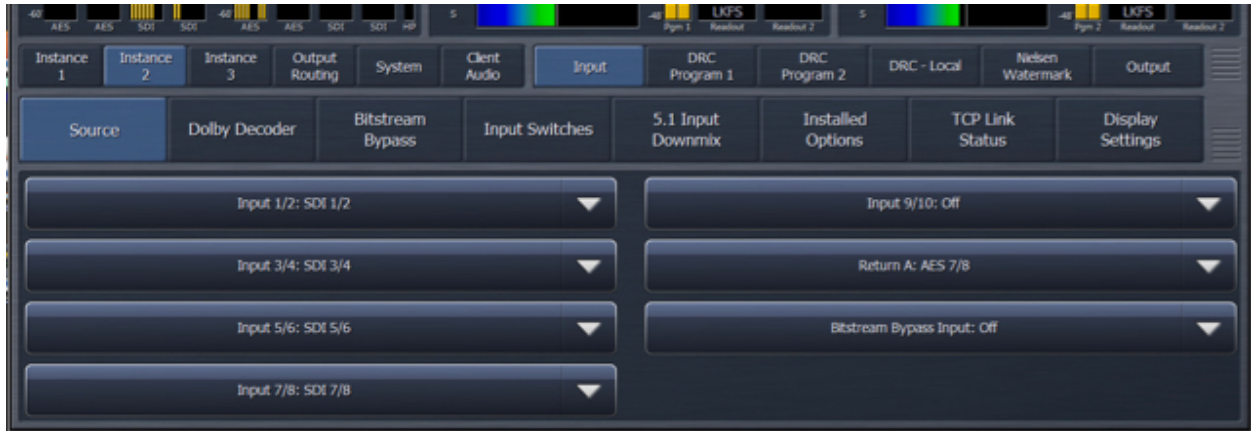 -60 -60 S -48 LKFS S -48 LKFS
AES AES SDI SDI AES AES SDI SDI HP Pgm 1 Readout Readout 2 Pgm 2 Readout Readout 2
Instance 1
Instance 2
Instance 3
Output Routing
System
Client Audio
Input
DRC Program 1
DRC Program 2
DRC - Local
Nielsen Watermark
Output
Source
Dolby Decoder
Bitstream Bypass
Input Switches
5.1 Input Downmix
Installed Options
TCP Link Status
Display Settings
Input 1/2: SDI 1/2
Input 9/10: Off
Input 3/4: SDI 3/4
Return A: AES 7/8
Input 5/6: SDI 5/6
Bitstream Bypass Input: Off
Input 7/8: SDI 7/8